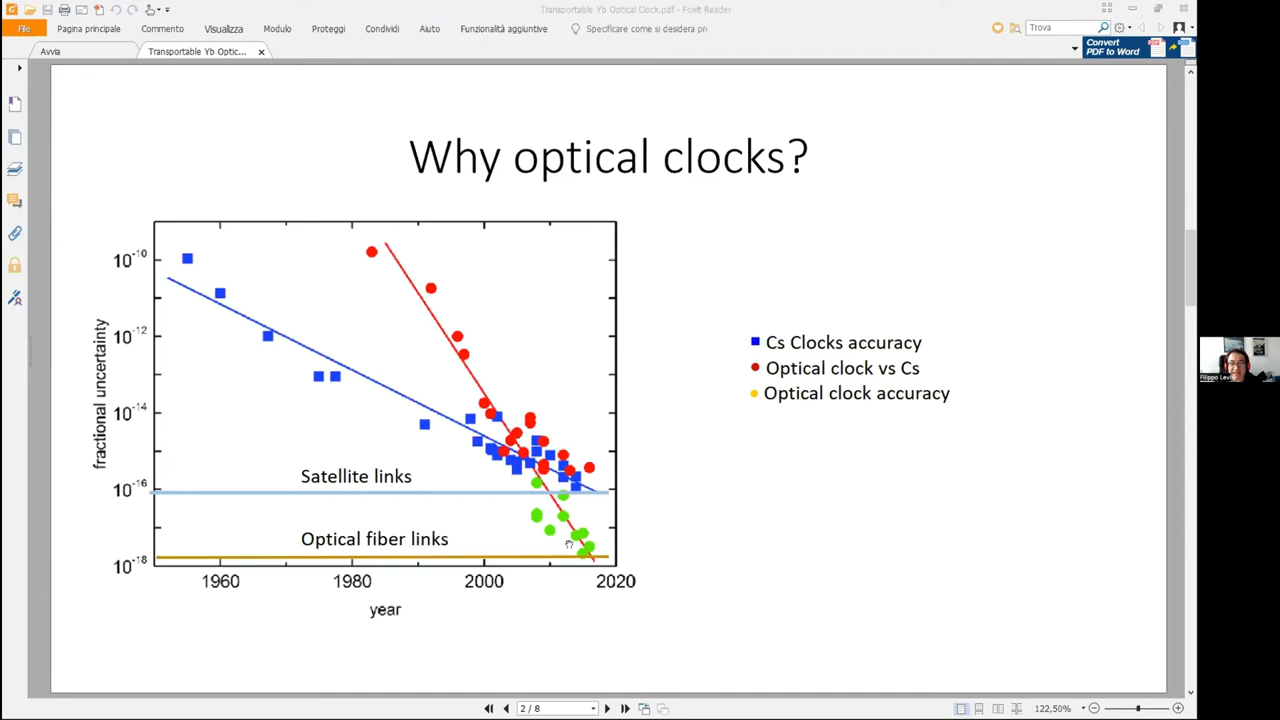 Transportable Yb Optical Clock.pdf - Foxit Reader
File Pagina principale Commento Visualizza Modulo Proteggi Condividi Aiuto Funzionalità aggiuntive Specificare come si desidera pro Trova
Avvia Transportable Yb Optic...
Convert
PDF to Word
Why optical clocks?
10-10
10-12
10-14
10-16
10-18
fractional uncertainty
Satellite links
Optical fiber links
1960 1980 2000 2020
year
Cs Clocks accuracy
Optical clock vs Cs
Optical clock accuracy
2 / 8
122,50%